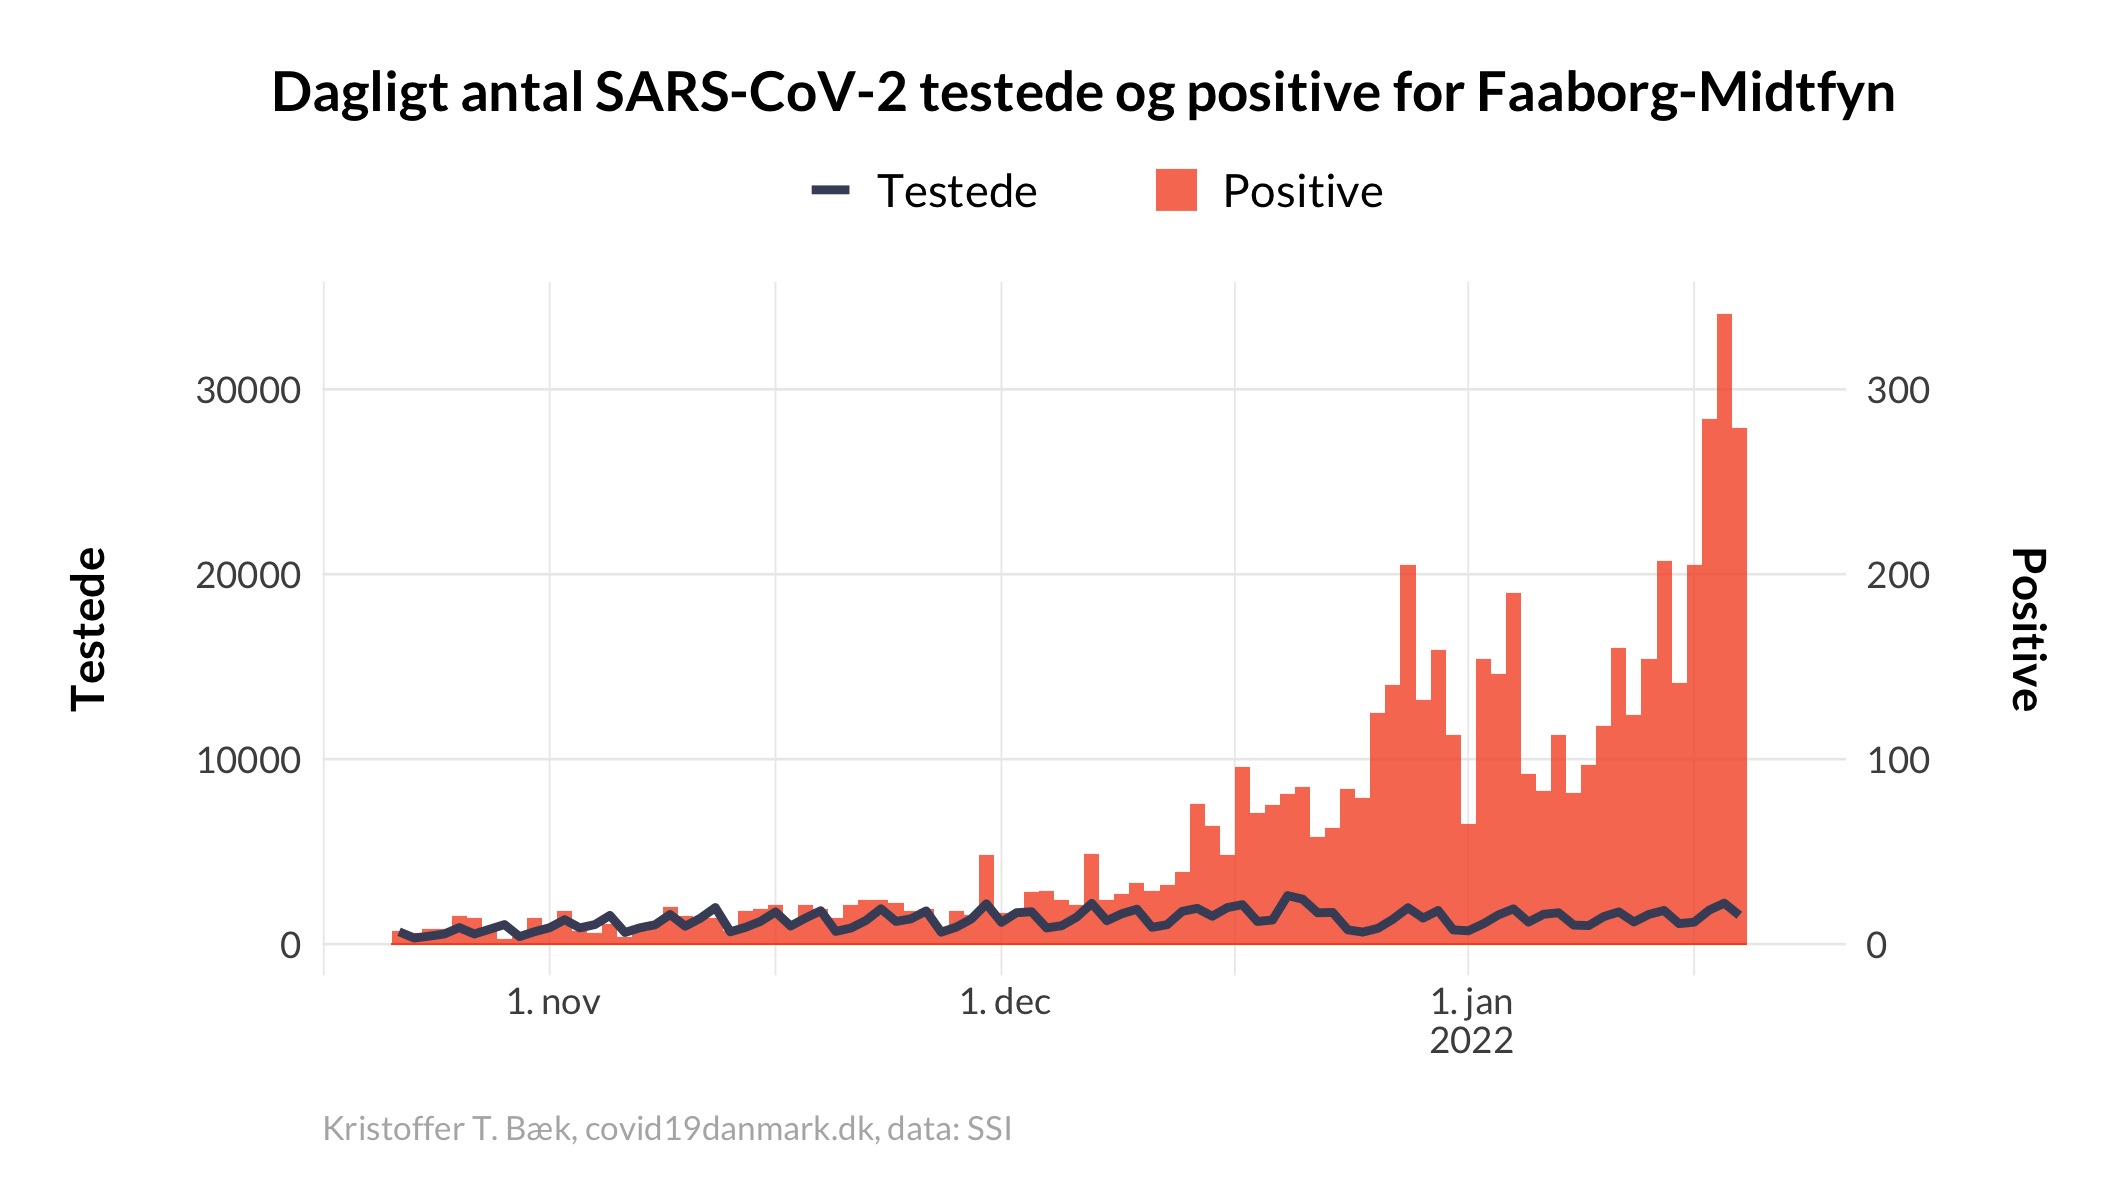 Dagligt antal SARS-CoV-2 testede og positive for Faaborg-Midtfyn
Testede
Positive
30000
20000
10000
0
300
200
100
0
Testede
Positive
1. nov
1. dec
1. jan
2022
Kristoffer T. Bæk, covid19danmark.dk, data: SSI